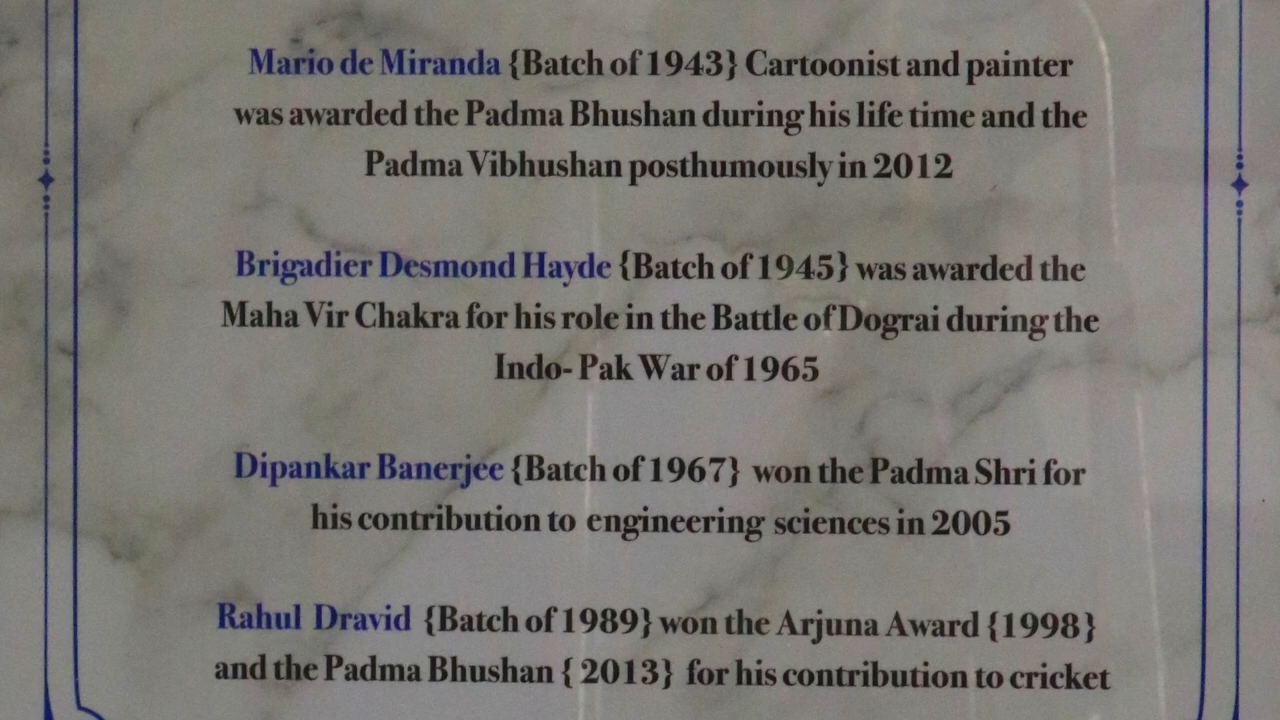 Mario de Miranda {Batch of 1943} Cartoonist and painter
was awarded the Padma Bhushan during his life time and the
Padma Vibhushan posthumously in 2012
Brigadier Desmond Hayde {Batch of 1945} was awarded the
Maha Vir Chakra for his role in the Battle of Dograi during the
Indo- Pak War of 1965
Dipankar Banerjee {Batch of 1967} won the Padma Shri for
his contribution to engineering sciences in 2005
Rahul Dravid {Batch of 1989} won the Arjuna Award {1998}
and the Padma Bhushan { 2013} for his contribution to cricket